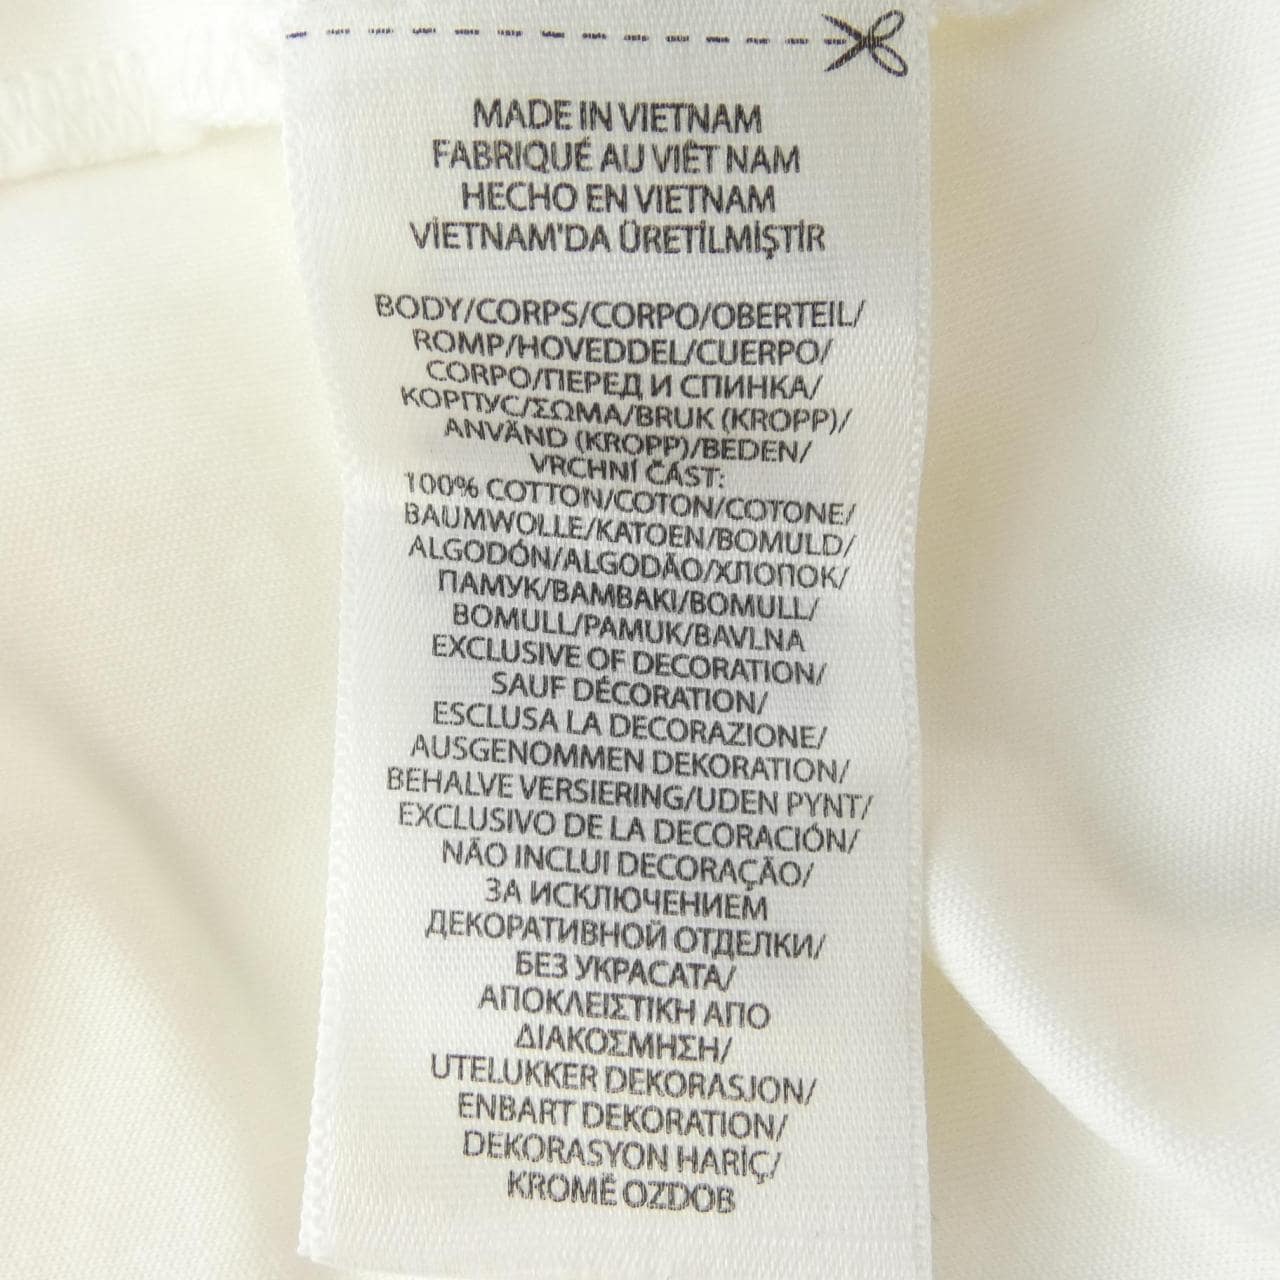 MADE IN VIETNAM
FABRIQUÉ AU VIÊT NAM
HECHO EN VIETNAM
VİETNAM'DA ÜRETİLMİŞTİR
BODY/CORPS/CORPO/OBERTEIL/
ROMP/HOVEDDEL/CUERPO/
CORPO/ПЕРЕД И СПИНКА/
КОРПУС/ΣΩΜΑ/BRUK (KROPP)/
ANVÄND (KROPP)/BEDEN/
VRCHNÍ ČÁST:
100% COTTON/COTON/COTONE/
BAUMWOLLE/KATOEN/BOMULD/
ALGODÓN/ALGODÃO/ХЛОПОК/
ПАМУК/ΒΑΜΒΑΚΙ/BOMULL/
BOMULL/PAMUK/BAVLNA
EXCLUSIVE OF DECORATION/
SAUF DÉCORATION/
ESCLUSA LA DECORAZIONE/
AUSGENOMMEN DEKORATION/
BEHALVE VERSIERING/UDEN PYNT/
EXCLUSIVO DE LA DECORACIÓN/
NÃO INCLUI DECORAÇÃO/
ЗА ИСКЛЮЧЕНИЕМ
ДЕКОРАТИВНОЙ ОТДЕЛКИ/
БЕЗ УКРАСАТА/
ΑΠΟΚΛΕΙΣΤΙΚΗ ΑΠΟ
ΔΙΑΚΟΣΜΗΣΗ/
UTELUKKER DEKORASJON/
ENBART DEKORATION/
DEKORASYON HARİÇ/
KROMĚ OZDOB